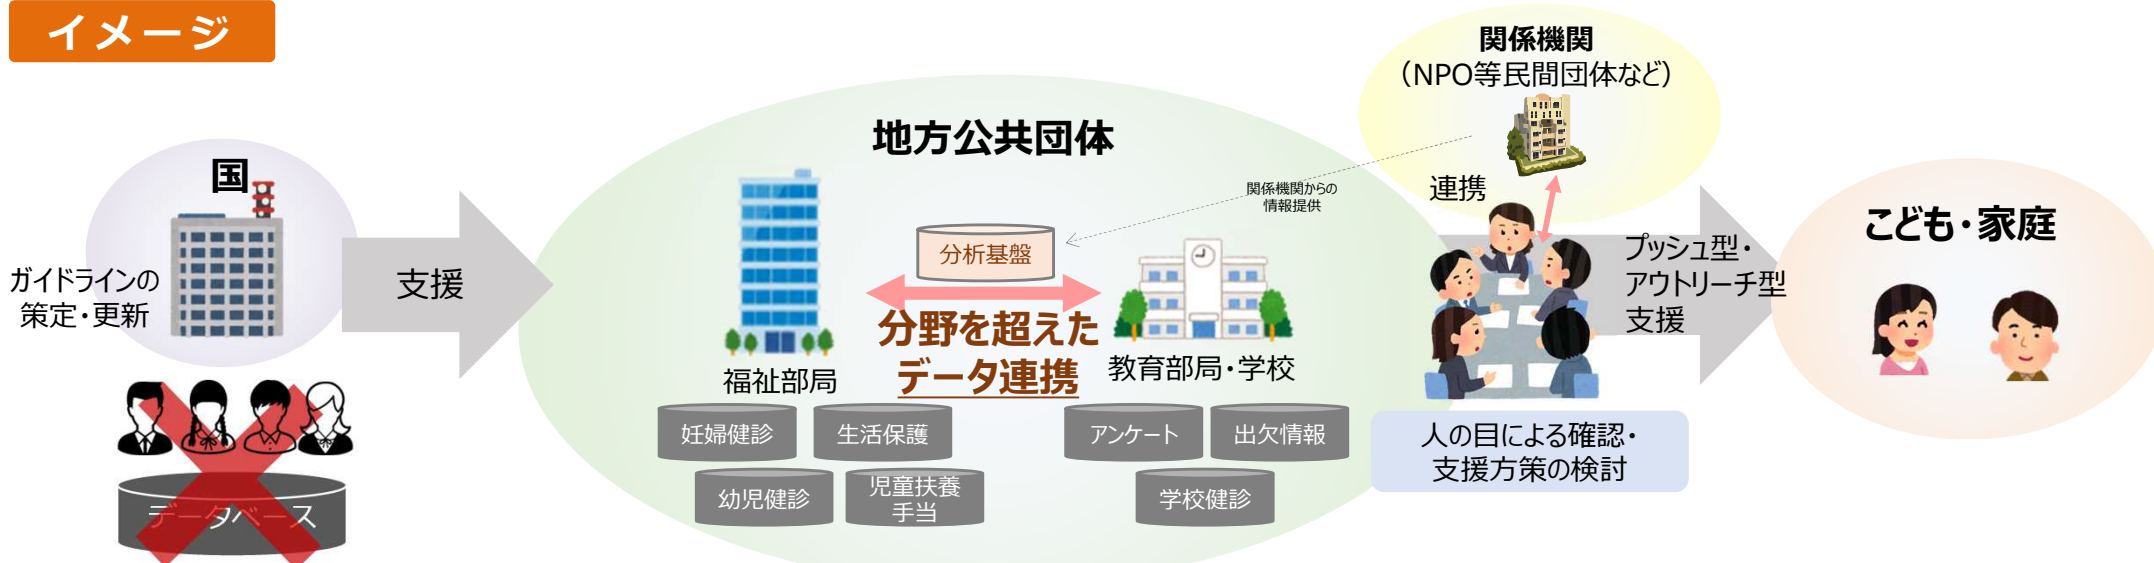 イメージ
国
ガイドラインの
策定・更新
データベース
支援
地方公共団体
福祉部局
妊婦健診
生活保護
幼児健診
児童扶養
手当
分析基盤
分野を超えた
データ連携
教育部局・学校
アンケート
出欠情報
学校健診
関係機関からの
情報提供
関係機関
（NPO等民間団体など）
連携
人の目による確認・
支援方策の検討
プッシュ型・
アウトリーチ型
支援
こども・家庭